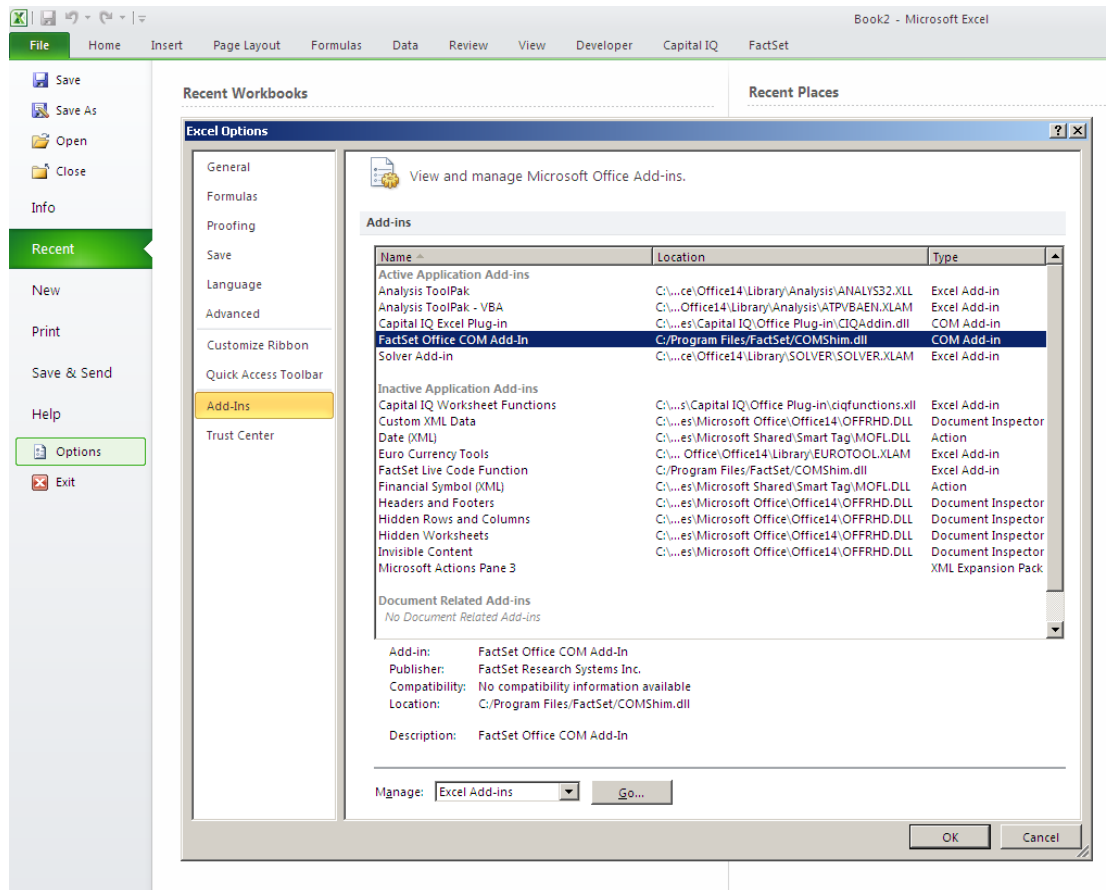 Book2 - Microsoft Excel
File Home Insert Page Layout Formulas Data Review View Developer Capital IQ FactSet
Save
Save As
Open
Close
Info
Recent
New
Print
Save & Send
Help
Options
Exit
Recent Workbooks
Recent Places
Excel Options
General
Formulas
Proofing
Save
Language
Advanced
Customize Ribbon
Quick Access Toolbar
Add-Ins
Trust Center
View and manage Microsoft Office Add-ins.
Add-ins
Name Location Type
Active Application Add-ins
Analysis ToolPak C:\...ce\Office14\Library\Analysis\ANALYS32.XLL Excel Add-in
Analysis ToolPak - VBA C:\...Office14\Library\Analysis\ATPVBAEN.XLAM Excel Add-in
Capital IQ Excel Plug-in C:\...es\Capital IQ\Office Plug-in\CIQAddin.dll COM Add-in
FactSet Office COM Add-In C:/Program Files/FactSet/COMShim.dll COM Add-in
Solver Add-in C:\...ce\Office14\Library\SOLVER\SOLVER.XLAM Excel Add-in
Inactive Application Add-ins
Capital IQ Worksheet Functions C:\...s\Capital IQ\Office Plug-in\ciqfunctions.xll Excel Add-in
Custom XML Data C:\...es\Microsoft Office\Office14\OFFRHD.DLL Document Inspector
Date (XML) C:\...es\Microsoft Shared\Smart Tag\MOFL.DLL Action
Euro Currency Tools C:\... Office\Office14\Library\EUROTOOL.XLAM Excel Add-in
FactSet Live Code Function C:/Program Files/FactSet/COMShim.dll Excel Add-in
Financial Symbol (XML) C:\...es\Microsoft Shared\Smart Tag\MOFL.DLL Action
Headers and Footers C:\...es\Microsoft Office\Office14\OFFRHD.DLL Document Inspector
Hidden Rows and Columns C:\...es\Microsoft Office\Office14\OFFRHD.DLL Document Inspector
Hidden Worksheets C:\...es\Microsoft Office\Office14\OFFRHD.DLL Document Inspector
Invisible Content C:\...es\Microsoft Office\Office14\OFFRHD.DLL Document Inspector
Microsoft Actions Pane 3 XML Expansion Pack
Document Related Add-ins
No Document Related Add-ins
Add-in: FactSet Office COM Add-In
Publisher: FactSet Research Systems Inc.
Compatibility: No compatibility information available
Location: C:/Program Files/FactSet/COMShim.dll
Description: FactSet Office COM Add-In
Manage: Excel Add-ins Go...
OK Cancel